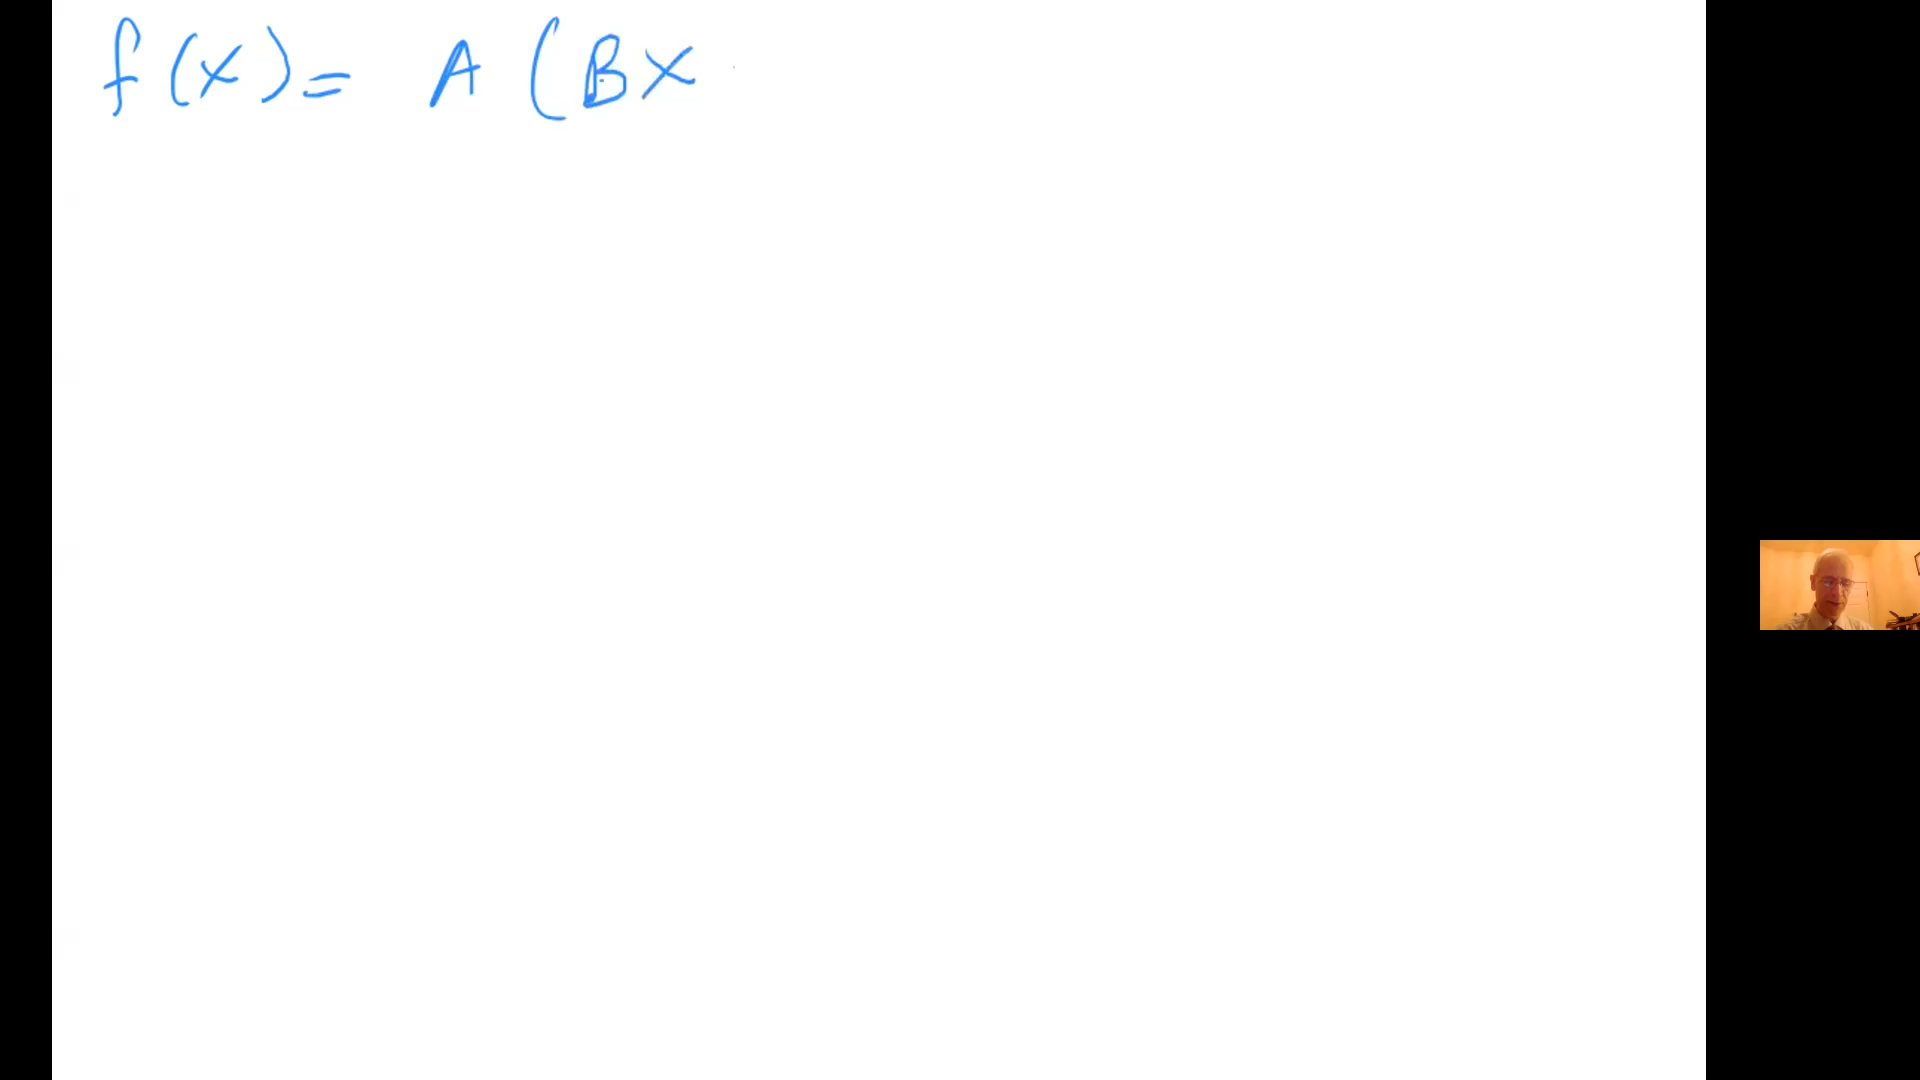 f(x) = A (Bx